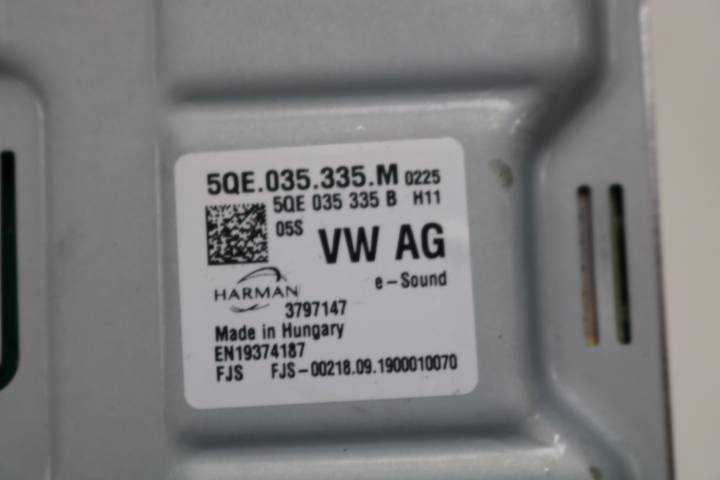 5QE.035.335.M 0225
5QE 035 335 B H11
05S VW AG
e-Sound
HARMAN
3797147
Made in Hungary
EN19374187
FJS FJS-00218.09.1900010070